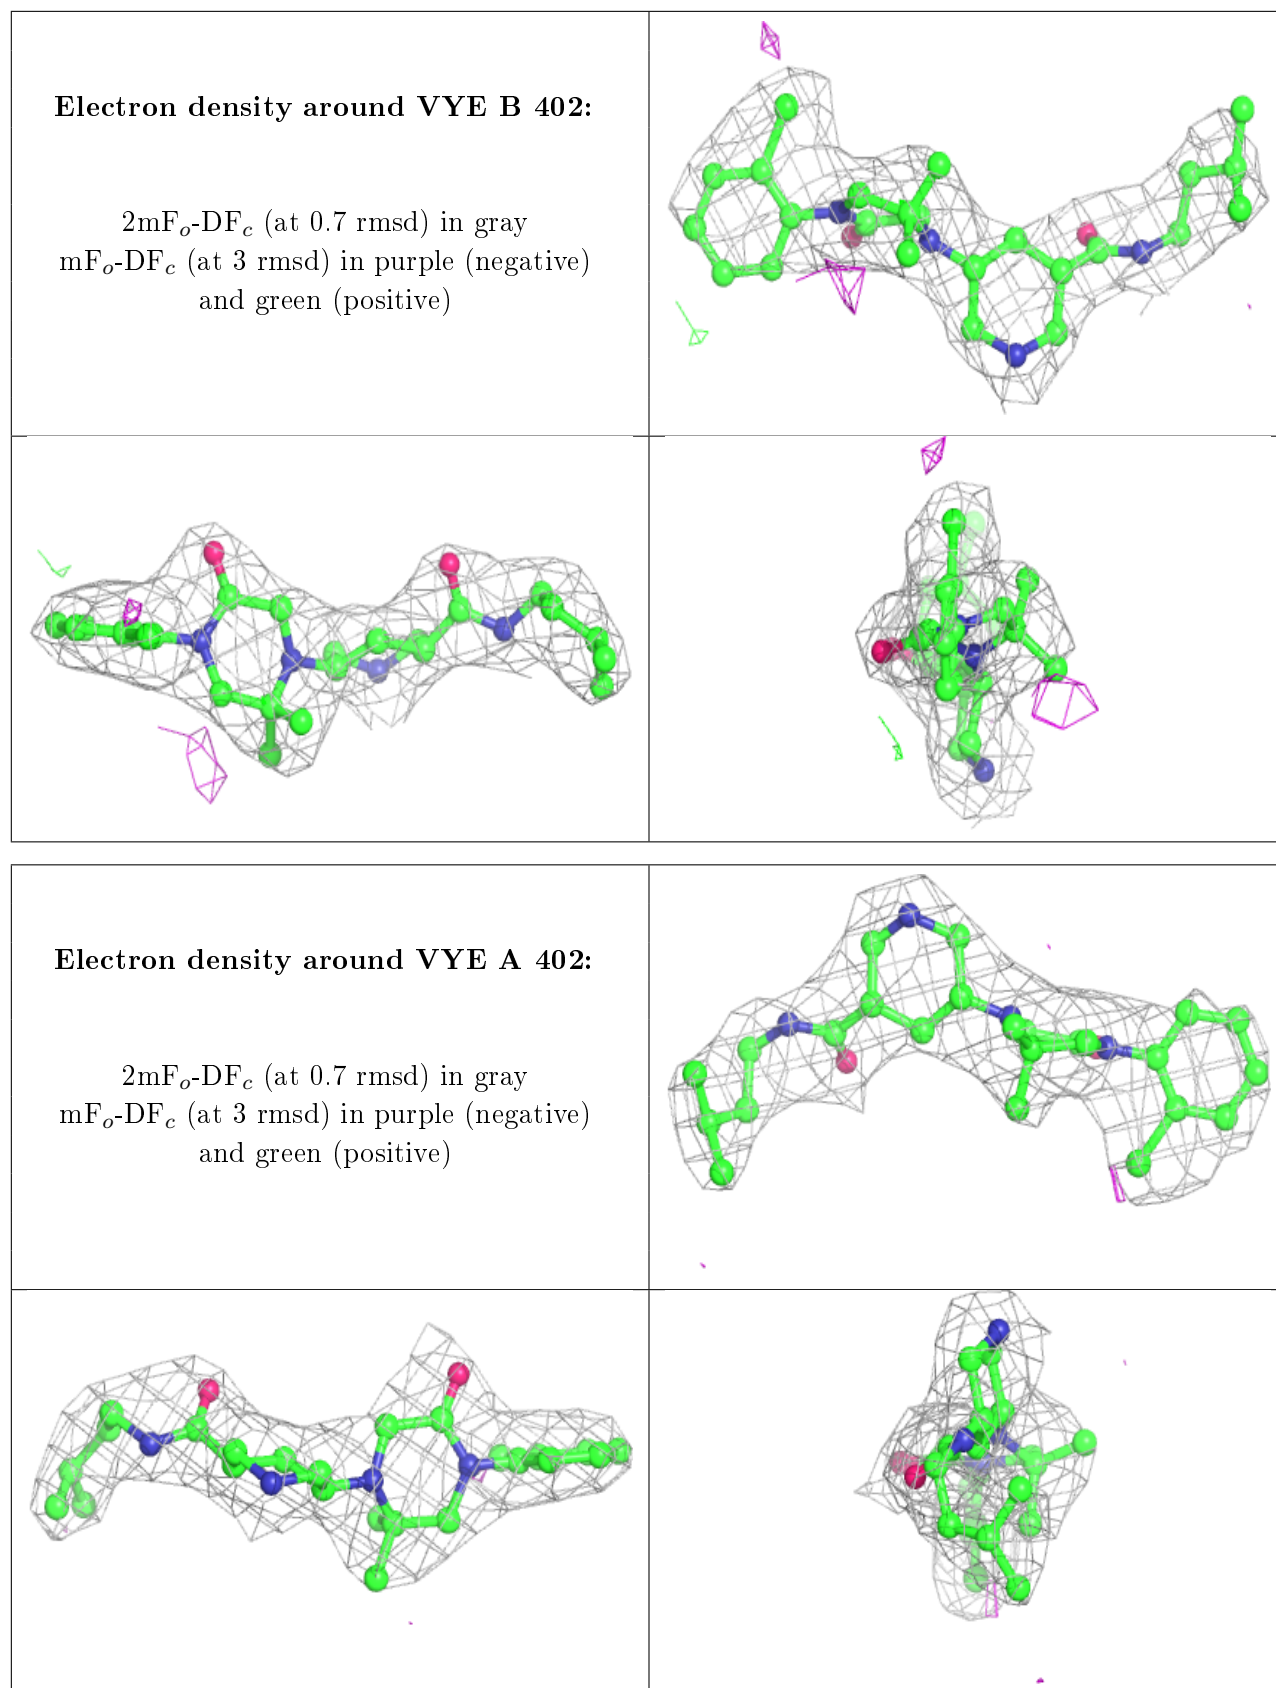 Electron density around VYE B 402:
2mFo-DFc (at 0.7 rmsd) in gray
mFo-DFc (at 3 rmsd) in purple (negative)
and green (positive)
Electron density around VYE A 402:
2mFo-DFc (at 0.7 rmsd) in gray
mFo-DFc (at 3 rmsd) in purple (negative)
and green (positive)